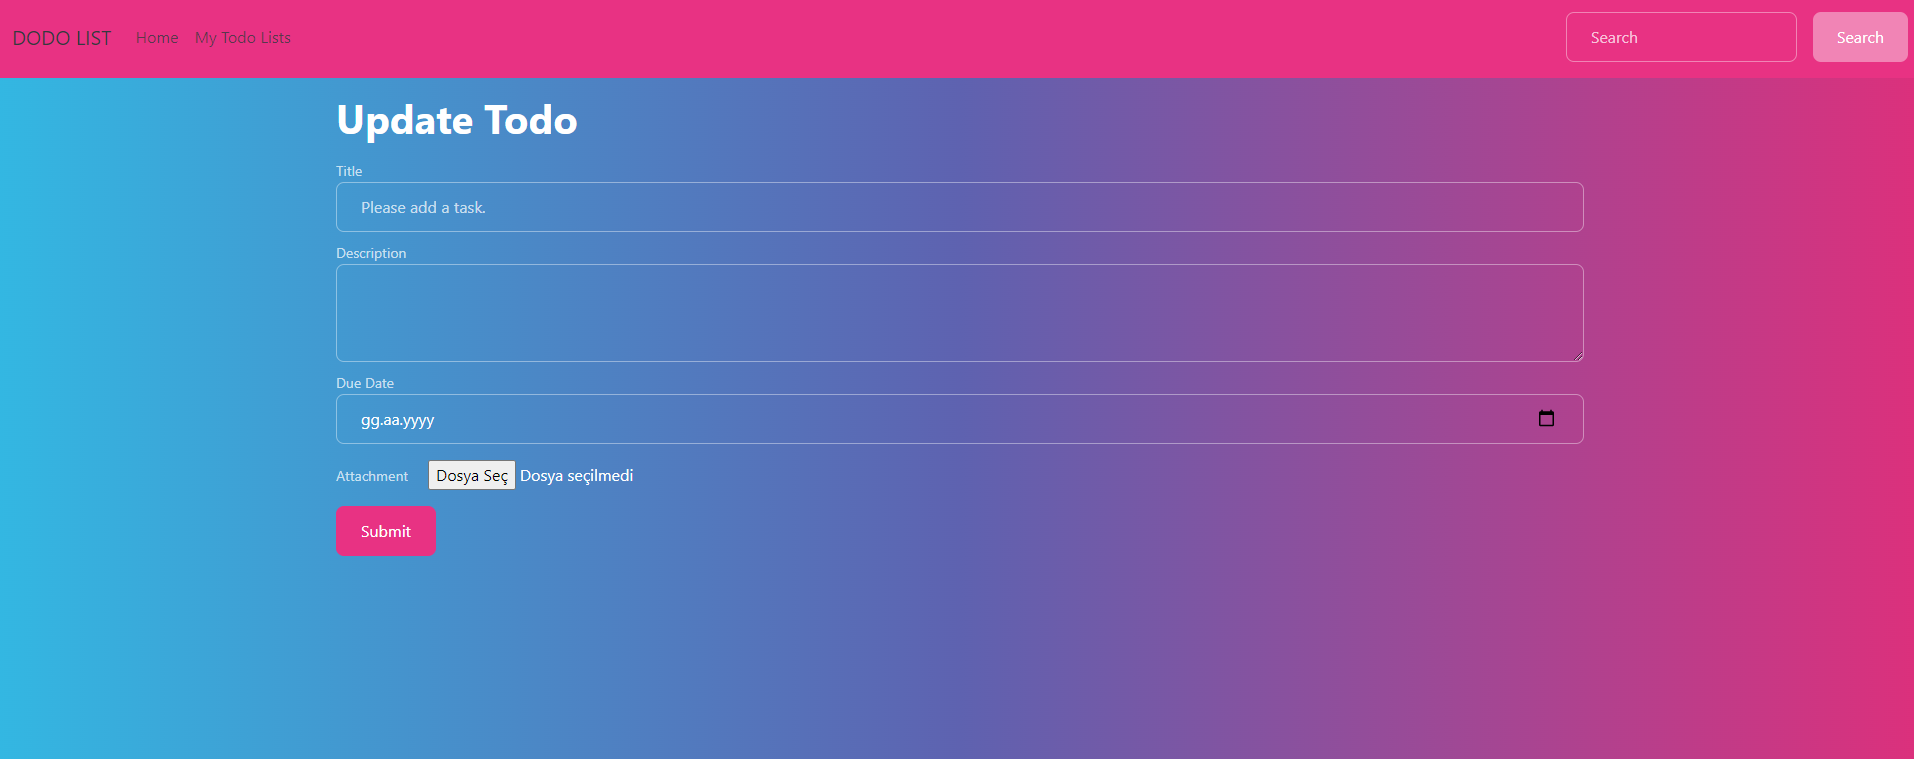 DODO LIST Home My Todo Lists Search Search
Update Todo
Title
Please add a task.
Description
Due Date
gg.aa.yyyy
Attachment Dosya Seç Dosya seçilmedi
Submit